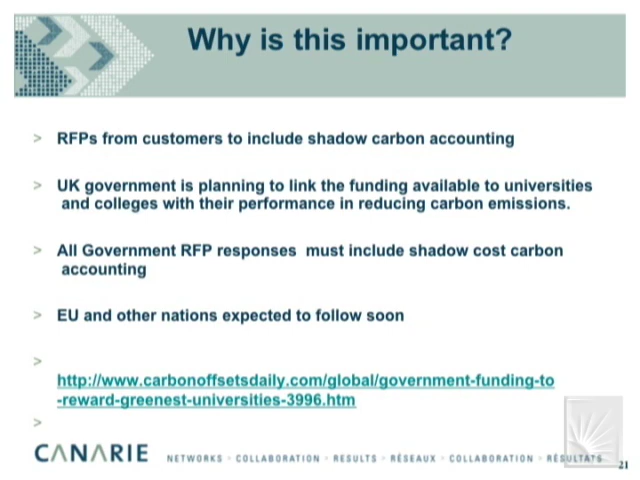 Why is this important?
> RFPs from customers to include shadow carbon accounting
> UK government is planning to link the funding available to universities
and colleges with their performance in reducing carbon emissions.
> All Government RFP responses must include shadow cost carbon
accounting
> EU and other nations expected to follow soon
>
http://www.carbonoffsetsdaily.com/global/government-funding-to
-reward-greenest-universities-3996.htm
>
CANARIE NETWORKS · COLLABORATION · RESULTS · RÉSEAUX · COLLABORATION · RÉSULTATS
21